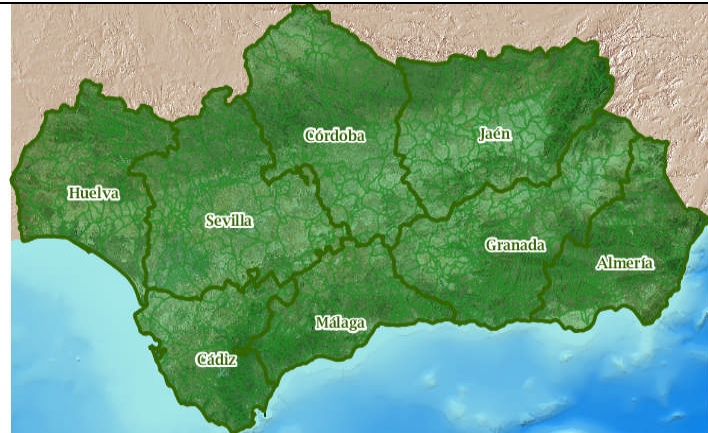 Córdoba
Jaén
Huelva
Sevilla
Granada
Almería
Málaga
Cádiz